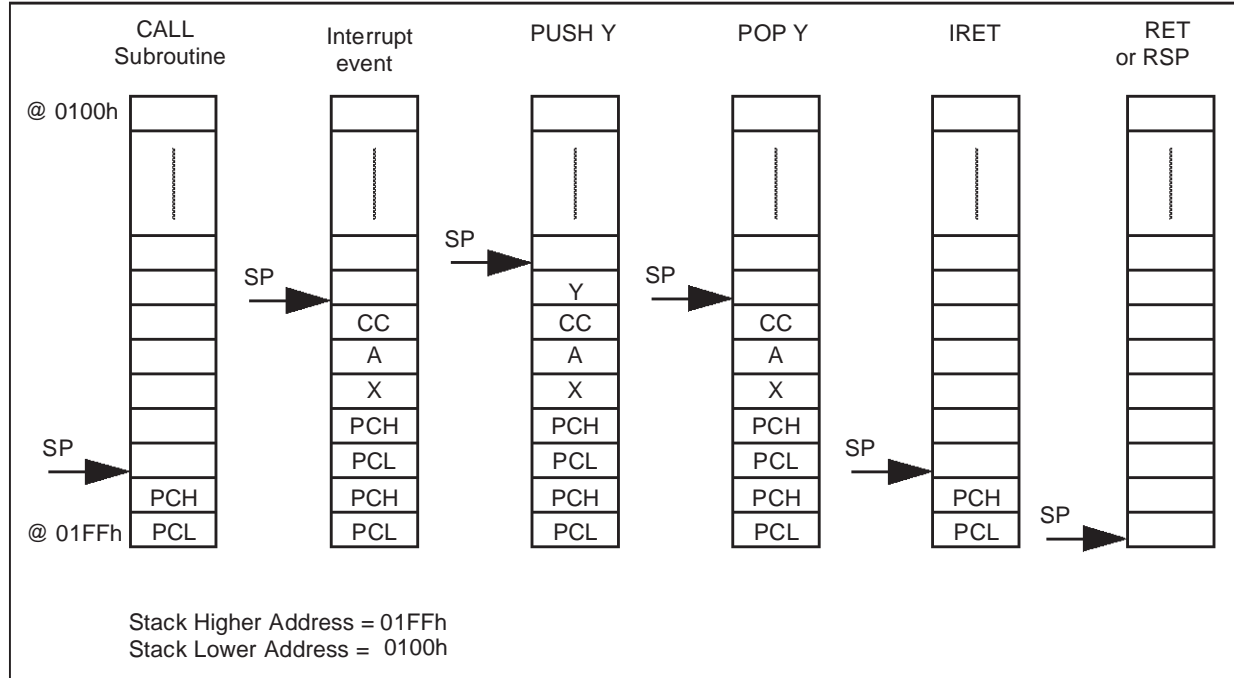 CALL
Subroutine
Interrupt
event
PUSH Y
POP Y
IRET
RET
or RSP
@ 0100h
SP
SP
SP
Y
CC
CC
CC
A
A
A
X
X
X
PCH
PCH
PCH
SP
SP
PCL
PCL
PCL
PCH
PCH
PCH
PCH
PCH
SP
@ 01FFh
PCL
PCL
PCL
PCL
PCL
Stack Higher Address = 01FFh
Stack Lower Address = 0100h